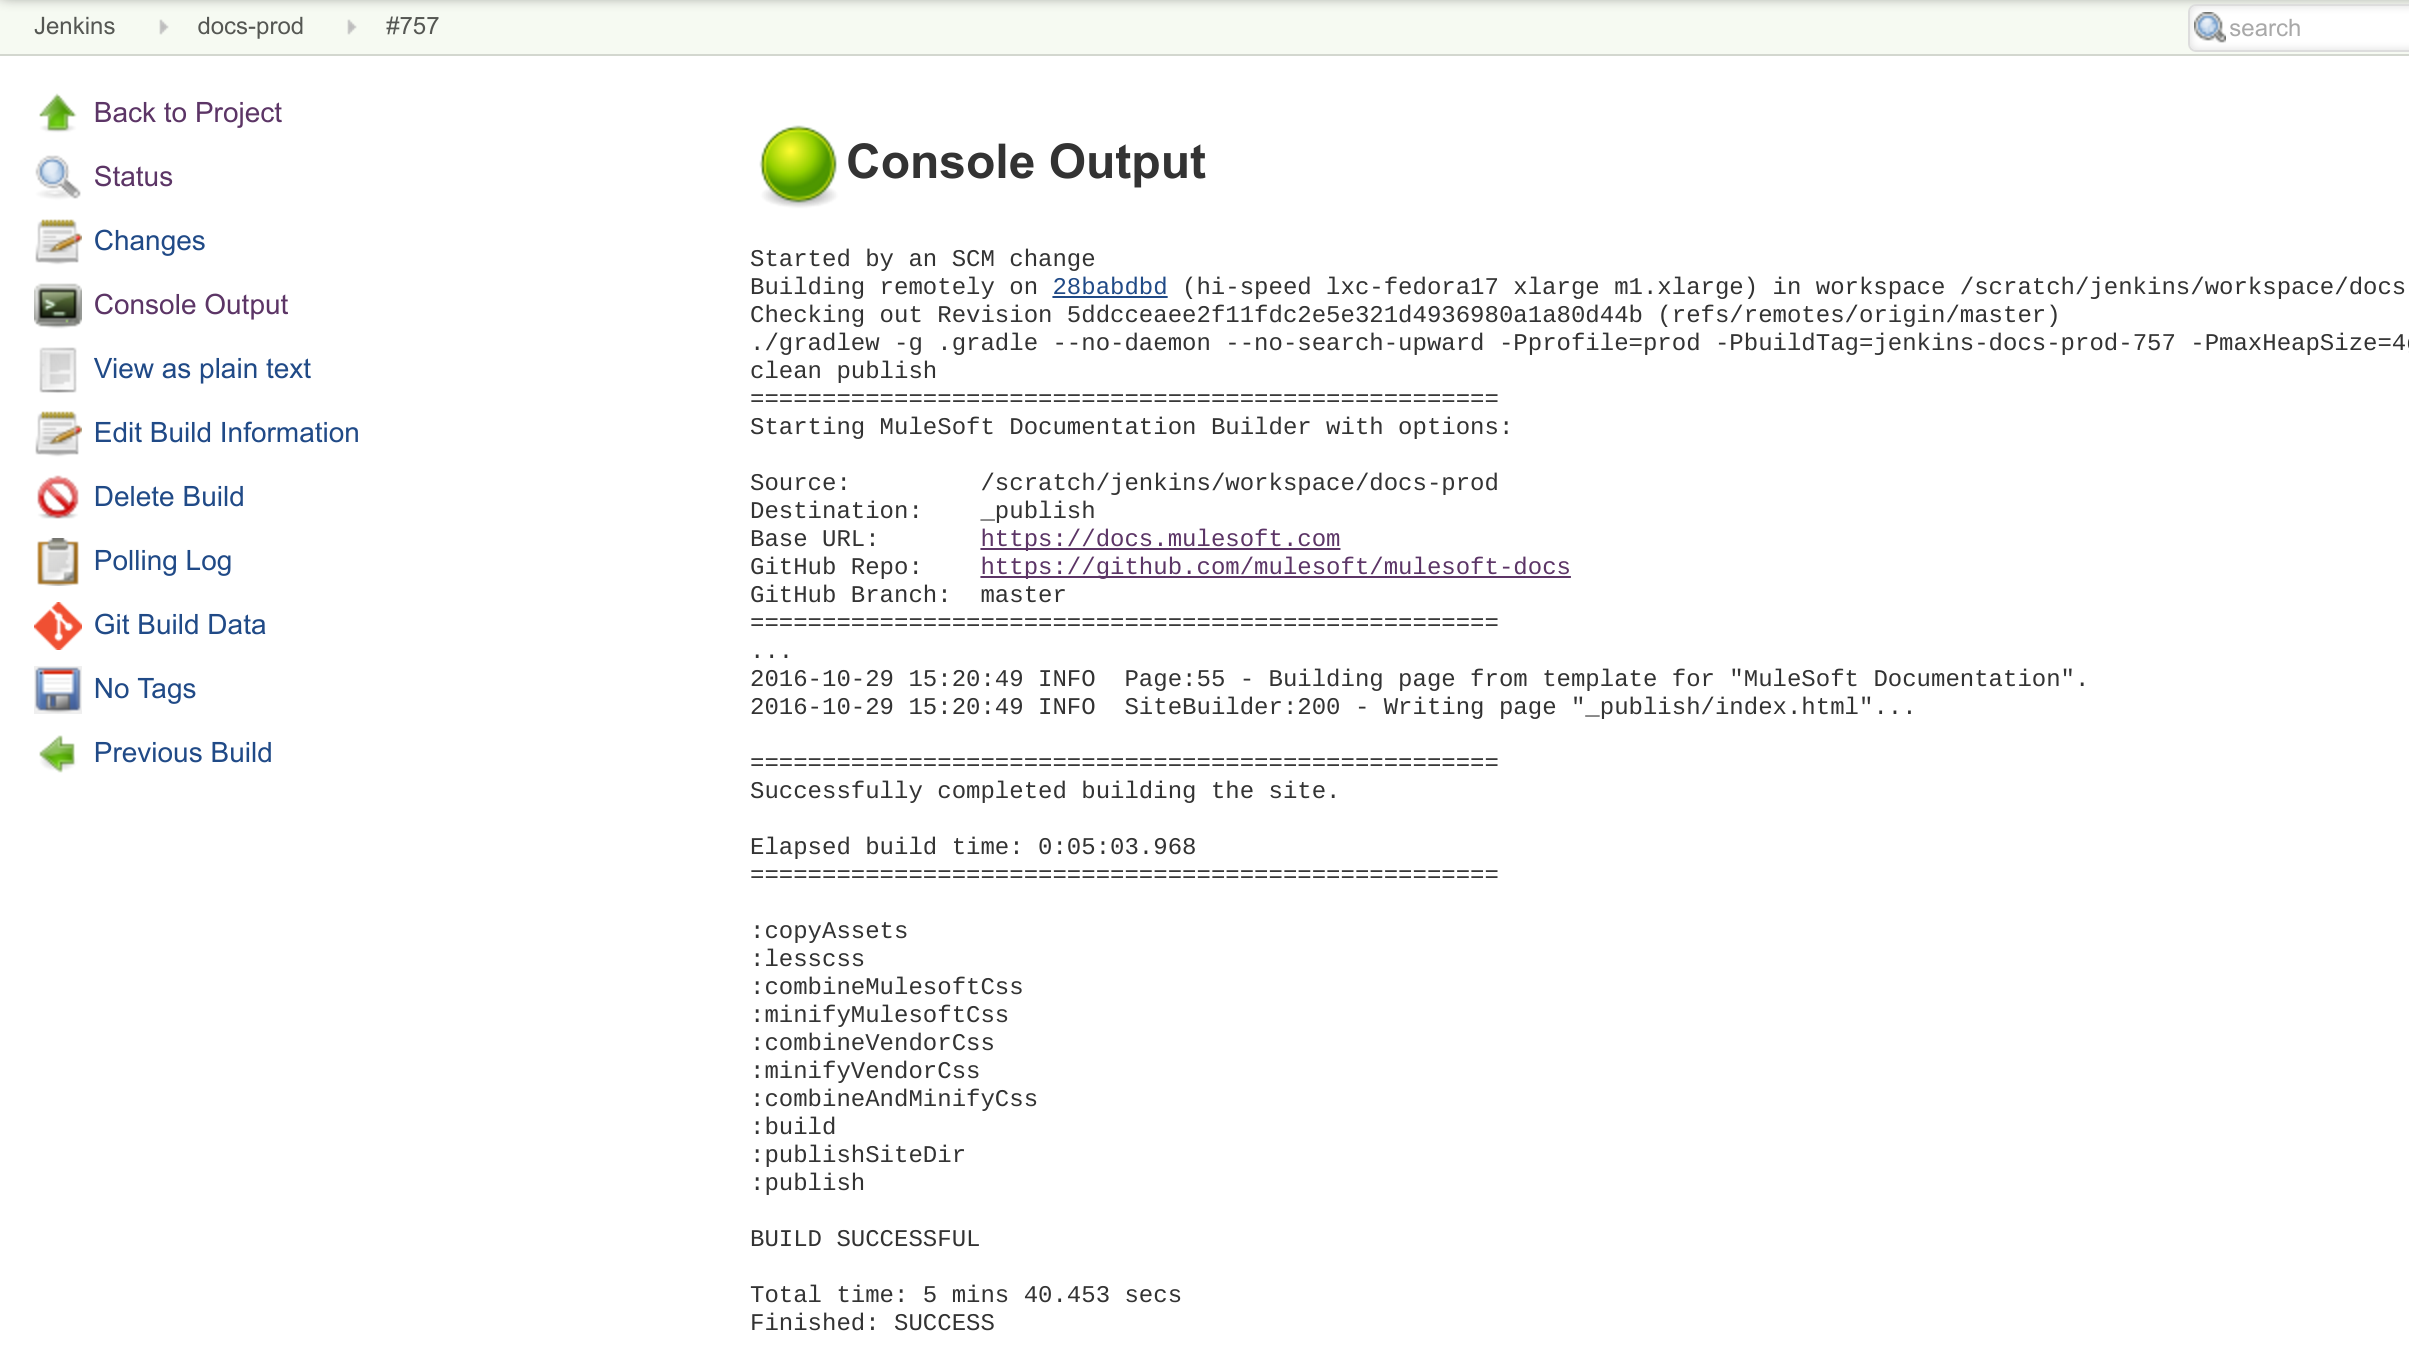 Jenkins docs-prod #757 search
Back to Project
Status
Changes
Console Output
View as plain text
Edit Build Information
Delete Build
Polling Log
Git Build Data
No Tags
Previous Build
Console Output
Started by an SCM change
Building remotely on 28babdbd (hi-speed lxc-fedora17 xlarge m1.xlarge) in workspace /scratch/jenkins/workspace/docs
Checking out Revision 5ddcceaee2f11fdc2e5e321d4936980a1a80d44b (refs/remotes/origin/master)
./gradlew -g .gradle --no-daemon --no-search-upward -Pprofile=prod -PbuildTag=jenkins-docs-prod-757 -PmaxHeapSize=4
clean publish
====================================================
Starting MuleSoft Documentation Builder with options:
Source: /scratch/jenkins/workspace/docs-prod
Destination: _publish
Base URL: https://docs.mulesoft.com
GitHub Repo: https://github.com/mulesoft/mulesoft-docs
GitHub Branch: master
====================================================
...
2016-10-29 15:20:49 INFO  Page:55 - Building page from template for "MuleSoft Documentation".
2016-10-29 15:20:49 INFO  SiteBuilder:200 - Writing page "_publish/index.html"...
====================================================
Successfully completed building the site.
Elapsed build time: 0:05:03.968
====================================================
:copyAssets
:lesscss
:combineMulesoftCss
:minifyMulesoftCss
:combineVendorCss
:minifyVendorCss
:combineAndMinifyCss
:build
:publishSiteDir
:publish
BUILD SUCCESSFUL
Total time: 5 mins 40.453 secs
Finished: SUCCESS